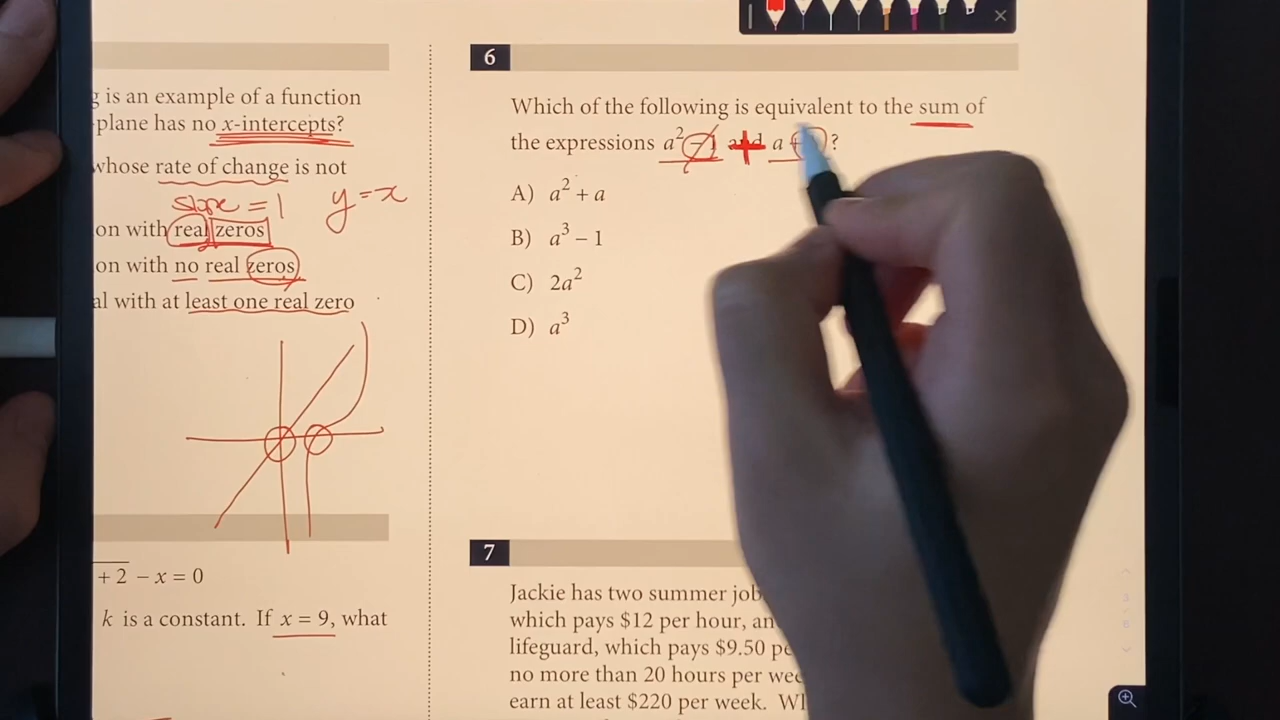 g is an example of a function
-plane has no x-intercepts?
whose rate of change is not
slope = 1 y = x
on with real zeros
on with no real zeros
al with at least one real zero
+ 2 − x = 0
k is a constant. If x = 9, what
6
Which of the following is equivalent to the sum of
the expressions a² − 1 and a + ?
A) a² + a
B) a³ − 1
C) 2a²
D) a³
7
Jackie has two summer job
which pays $12 per hour, an
lifeguard, which pays $9.50 pe
no more than 20 hours per wee
earn at least $220 per week. W